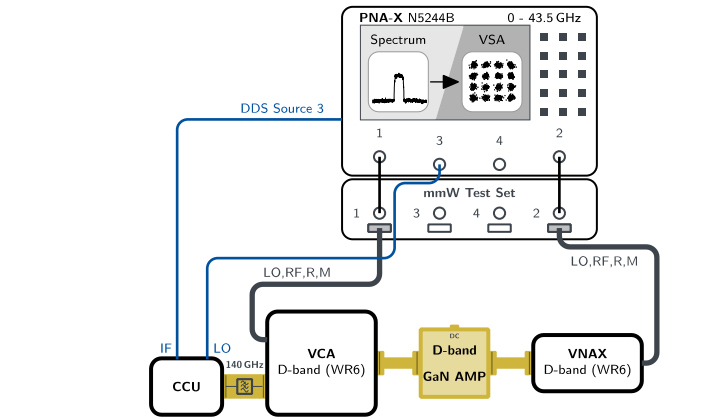 PNA-X N5244B 0 - 43.5 GHz
Spectrum VSA
DDS Source 3
1 3 4 2
mmW Test Set
1 3 4 2
LO,RF,R,M
LO,RF,R,M
IF LO
140 GHz
CCU
VCA
D-band (WR6)
DC
D-band
GaN AMP
VNAX
D-band (WR6)